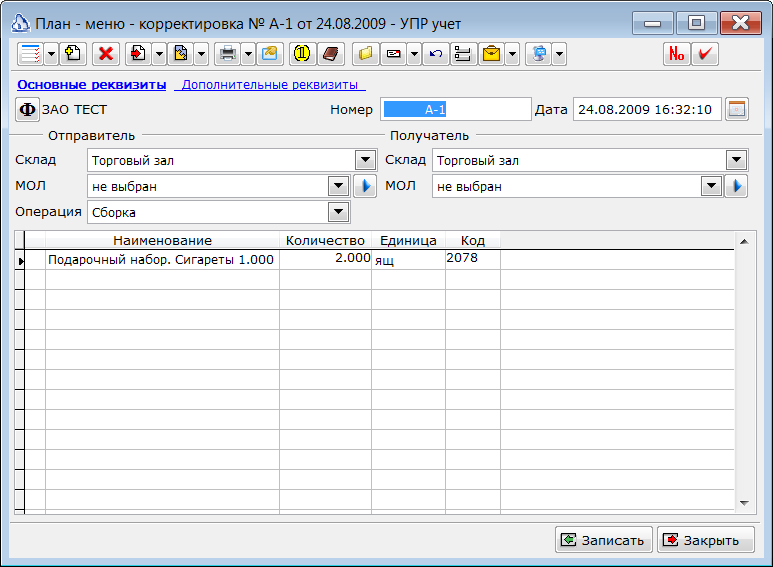 План - меню - корректировка № А-1 от 24.08.2009 - УПР учет
No
Основные реквизиты Дополнительные реквизиты
Ф ЗАО ТЕСТ Номер А-1 Дата 24.08.2009 16:32:10
Отправитель Получатель
Склад Торговый зал Склад Торговый зал
МОЛ не выбран МОЛ не выбран
Операция Сборка
Наименование Количество Единица Код
Подарочный набор. Сигареты 1.000 2.000 ящ 2078
Записать Закрыть